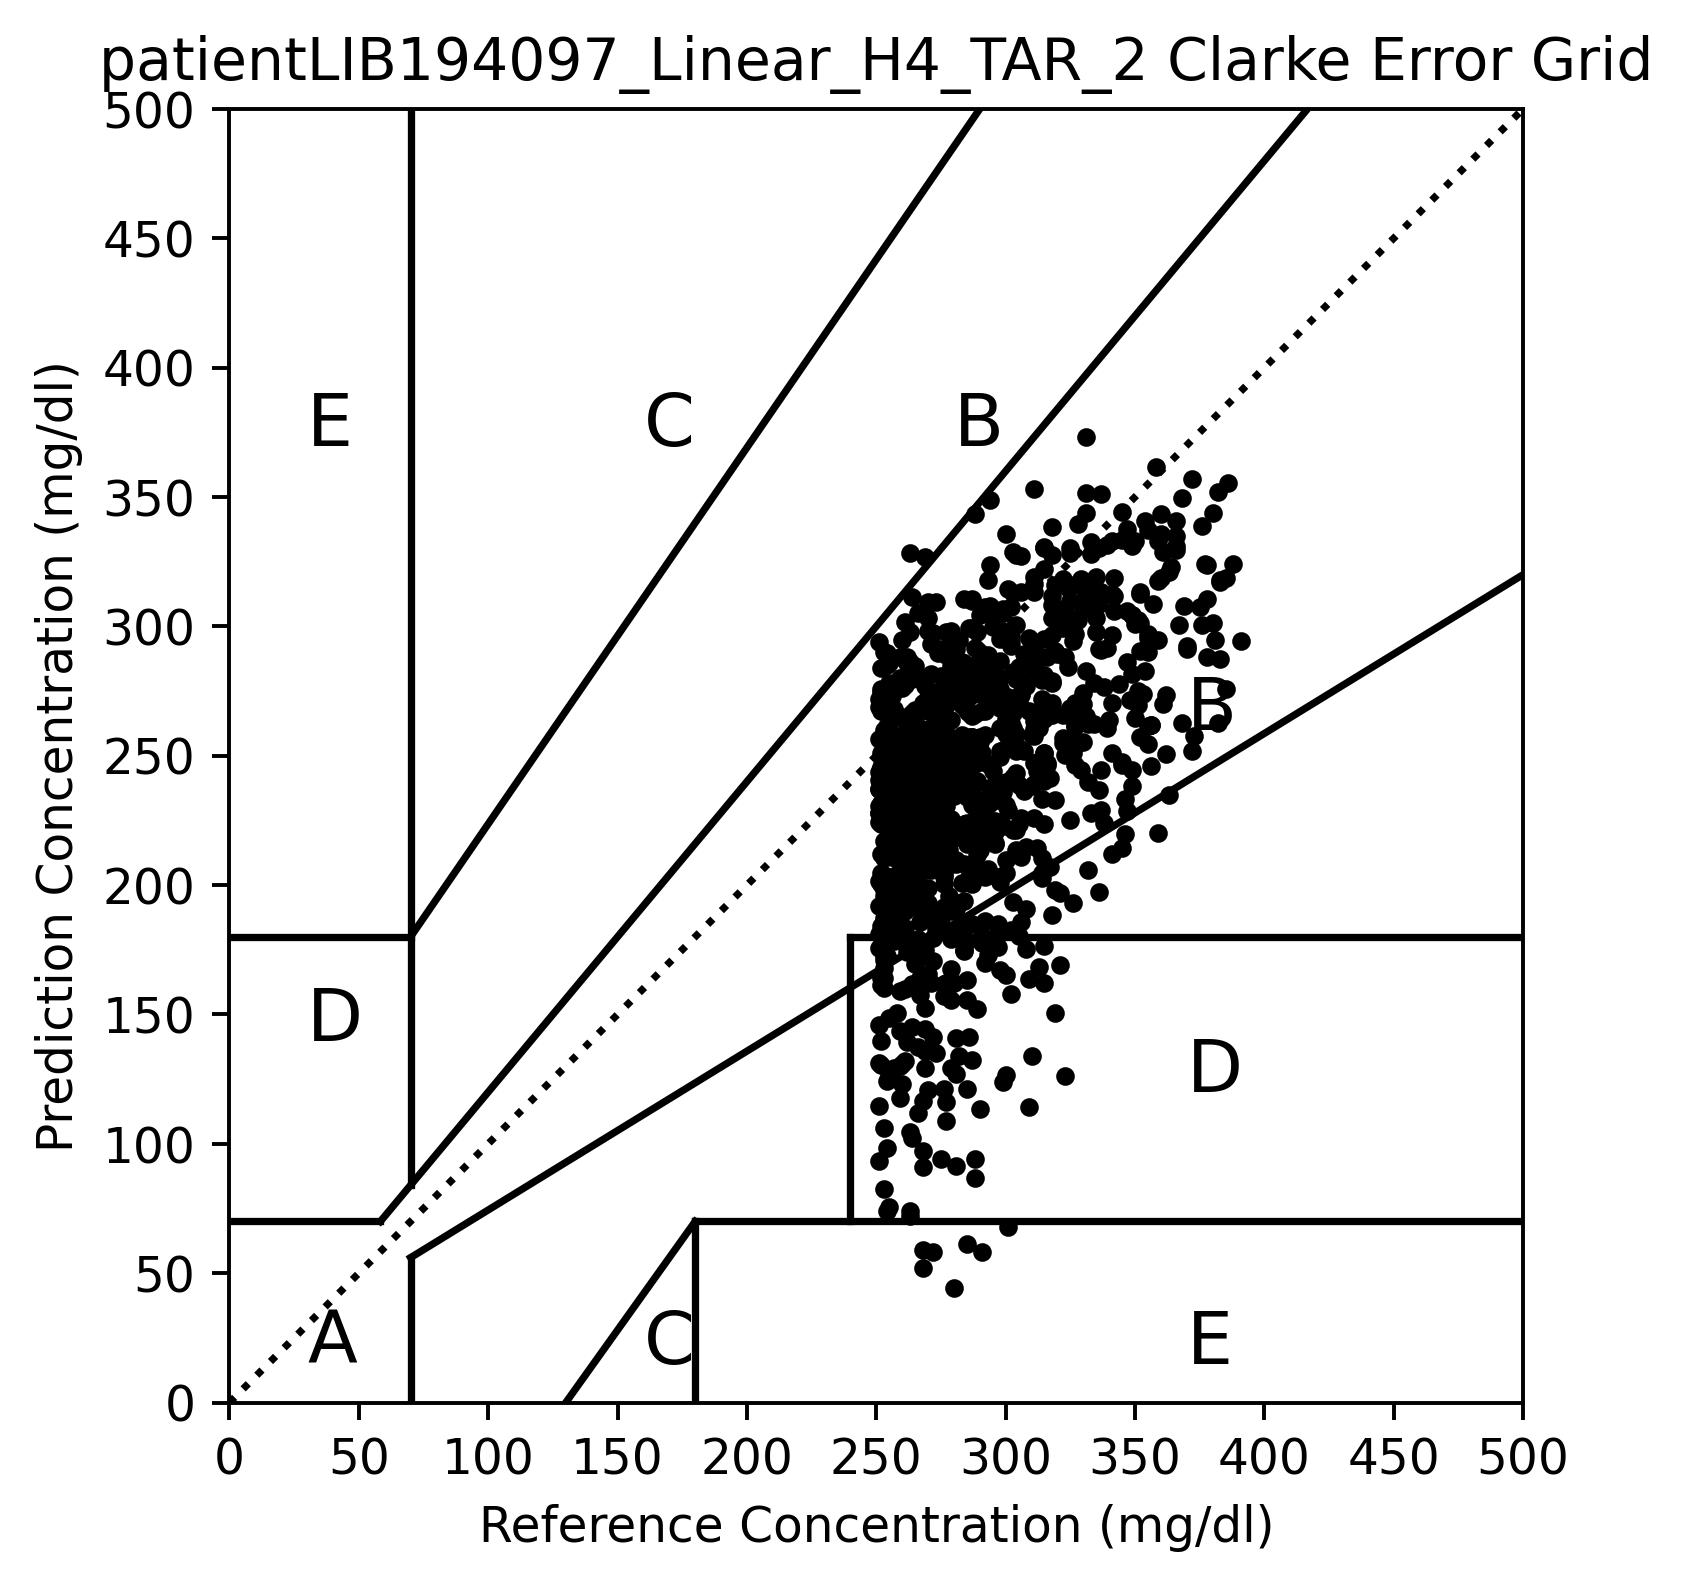 patientLIB194097_Linear_H4_TAR_2 Clarke Error Grid
500
450
400
350
300
250
200
150
100
50
0
Prediction Concentration (mg/dl)
E
C
B
B
D
D
A
C
E
0 50 100 150 200 250 300 350 400 450 500
Reference Concentration (mg/dl)